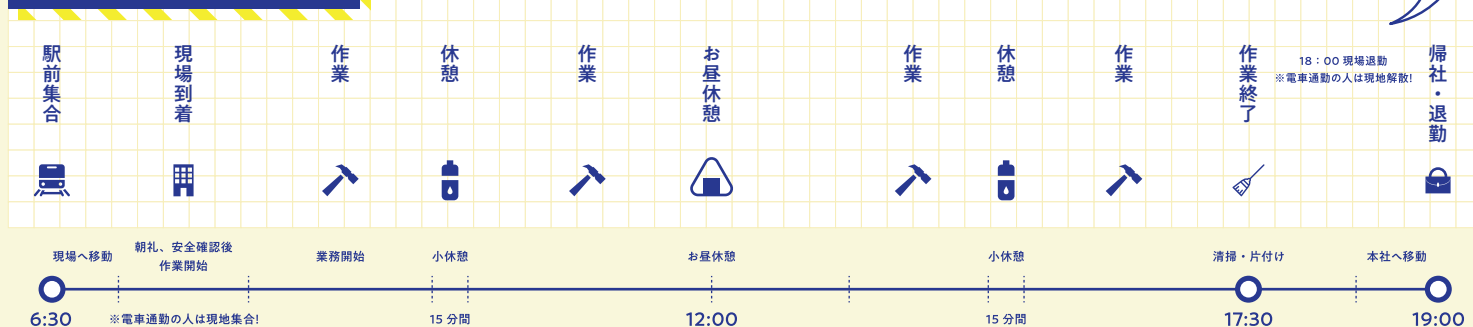 駅前集合
現場到着
作業
休憩
作業
お昼休憩
作業
休憩
作業
作業終了
18：00 現場退勤
※電車通勤の人は現地解散!
帰社・退勤
現場へ移動
朝礼、安全確認後
作業開始
業務開始
小休憩
お昼休憩
小休憩
清掃・片付け
本社へ移動
6:30
※電車通勤の人は現地集合!
15 分間
12:00
15 分間
17:30
19:00